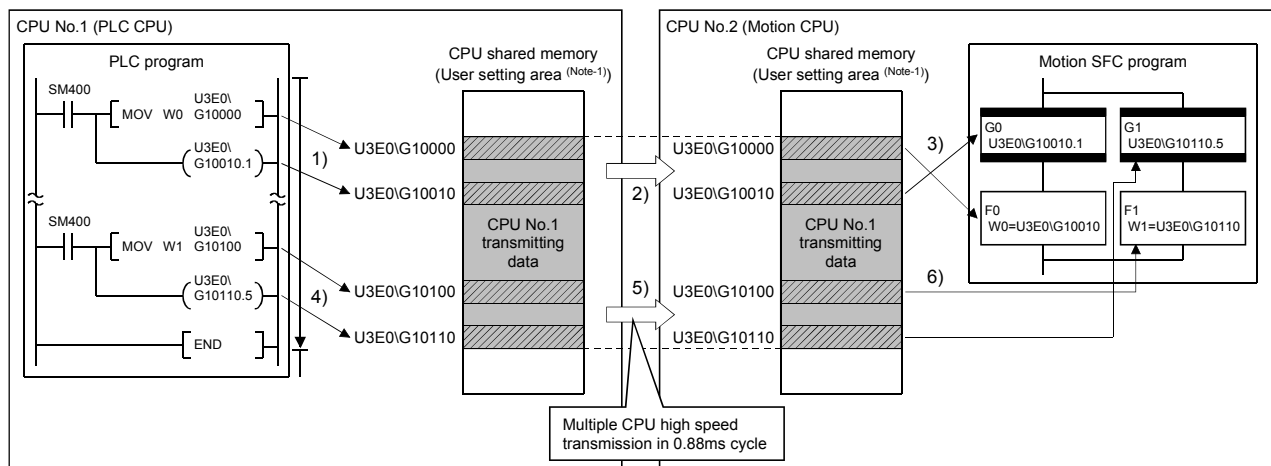 CPU No.1 (PLC CPU)
PLC program
SM400
MOV W0 U3E0\
G10000
U3E0\
G10010.1
1)
SM400
MOV W1 U3E0\
G10100
U3E0\
G10110.5
4)
END
CPU shared memory
(User setting area (Note-1))
U3E0\G10000
U3E0\G10010
CPU No.1
transmitting
data
U3E0\G10100
U3E0\G10110
2)
5)
Multiple CPU high speed
transmission in 0.88ms cycle
CPU No.2 (Motion CPU)
CPU shared memory
(User setting area (Note-1))
U3E0\G10000
U3E0\G10010
CPU No.1
transmitting
data
U3E0\G10100
U3E0\G10110
3)
6)
Motion SFC program
G0
U3E0\G10010.1
G1
U3E0\G10110.5
F0
W0=U3E0\G10010
F1
W1=U3E0\G10110